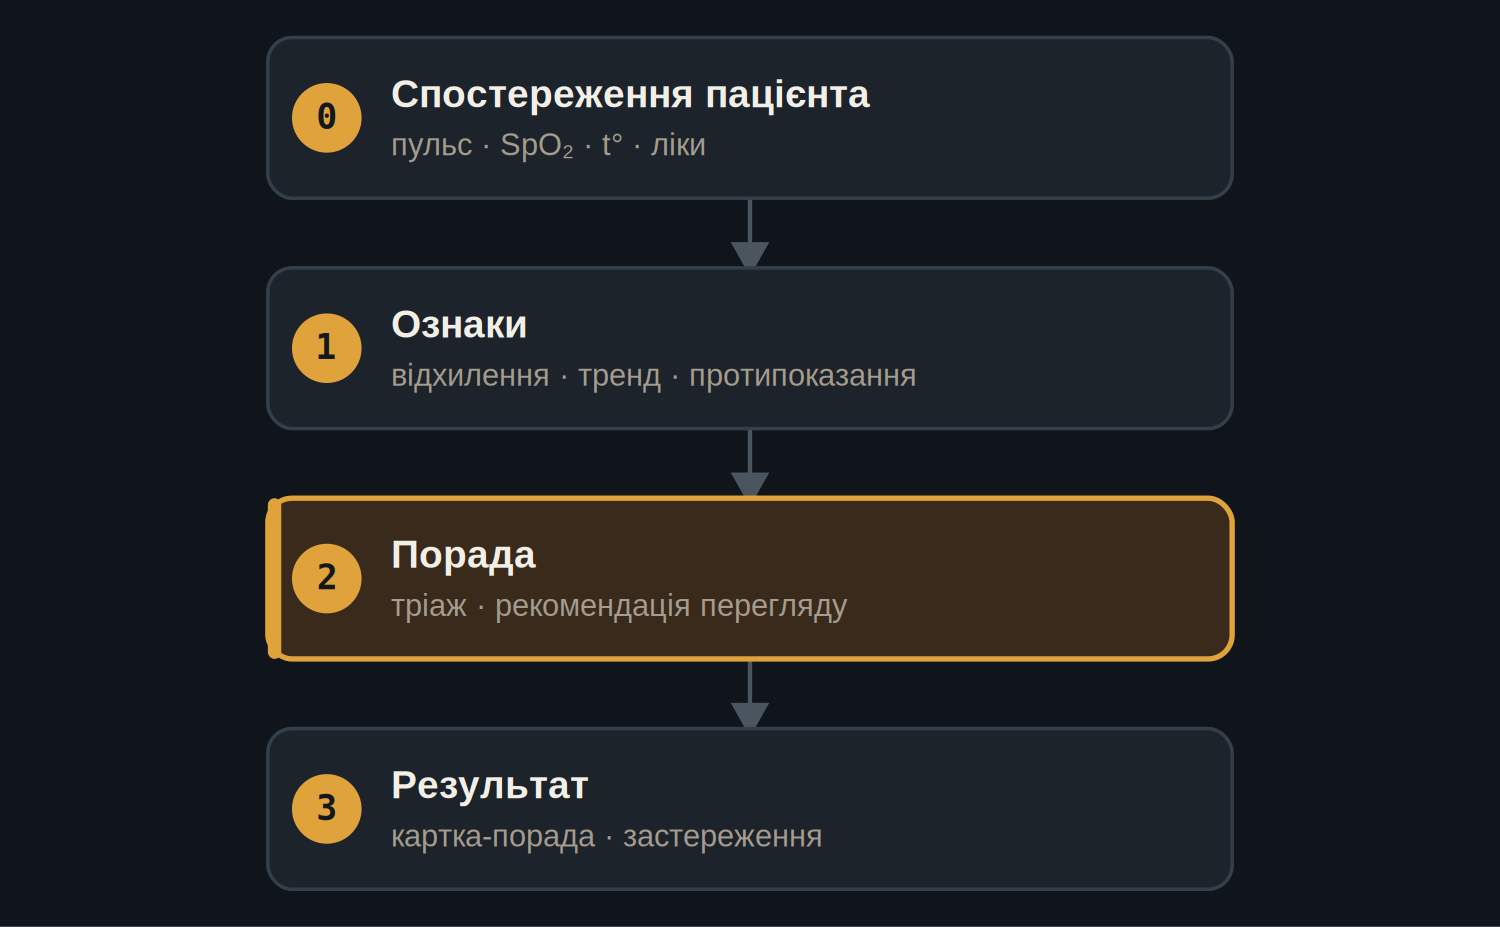 0
Спостереження пацієнта
пульс · SpO₂ · t° · ліки
1
Ознаки
відхилення · тренд · протипоказання
2
Порада
тріаж · рекомендація перегляду
3
Результат
картка-порада · застереження